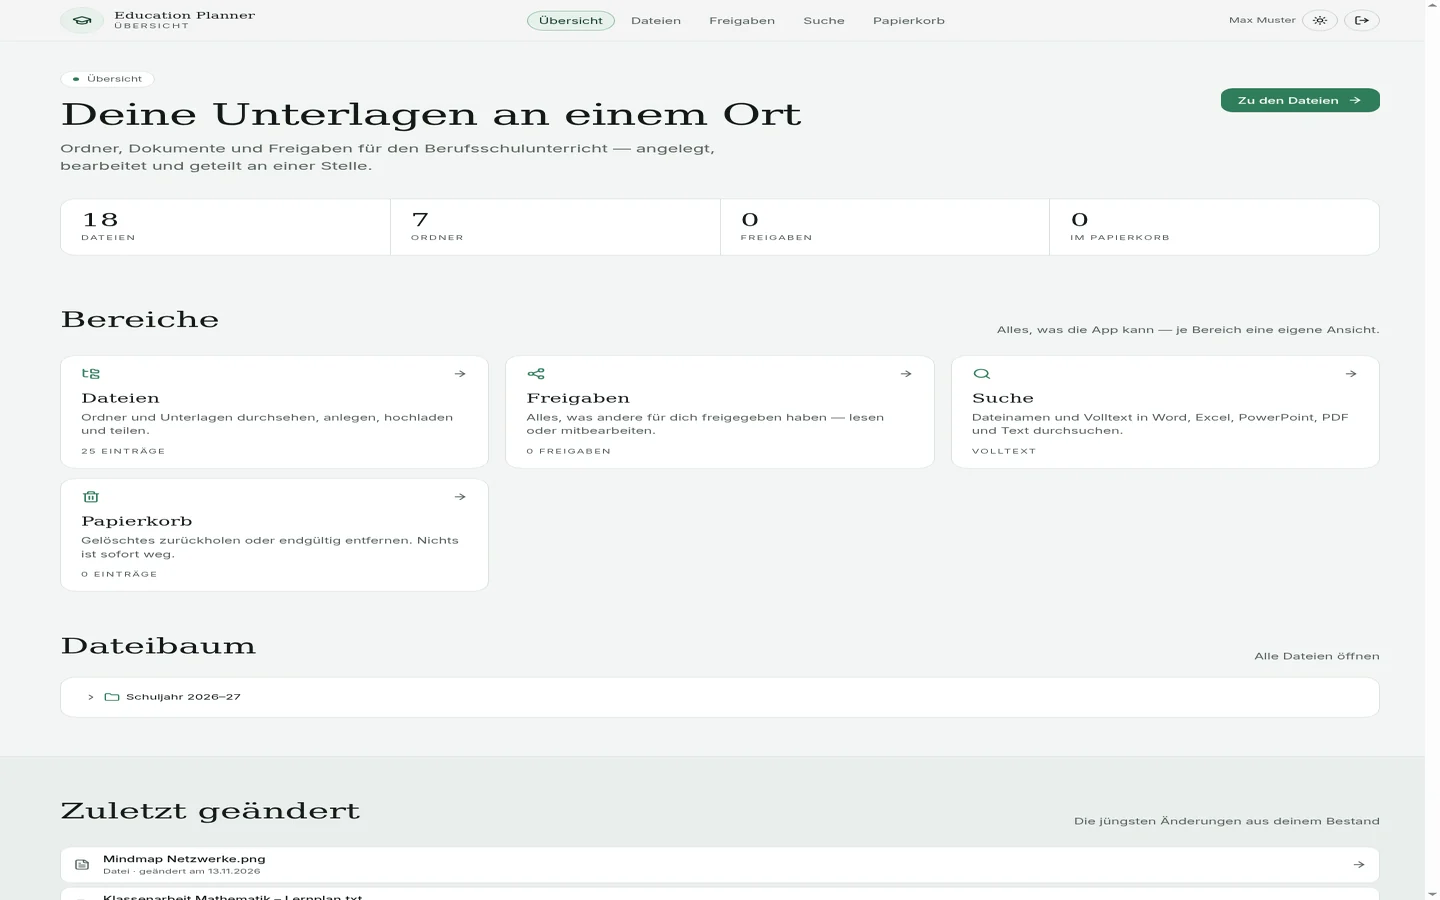 Education Planner
ÜBERSICHT
Übersicht
Dateien
Freigaben
Suche
Papierkorb
Max Muster
Übersicht
Deine Unterlagen an einem Ort
Zu den Dateien
Ordner, Dokumente und Freigaben für den Berufsschulunterricht — angelegt,
bearbeitet und geteilt an einer Stelle.
18
DATEIEN
7
ORDNER
0
FREIGABEN
0
IM PAPIERKORB
Bereiche
Alles, was die App kann — je Bereich eine eigene Ansicht.
Dateien
Ordner und Unterlagen durchsehen, anlegen, hochladen
und teilen.
25 EINTRÄGE
Freigaben
Alles, was andere für dich freigegeben haben — lesen
oder mitbearbeiten.
0 FREIGABEN
Suche
Dateinamen und Volltext in Word, Excel, PowerPoint, PDF
und Text durchsuchen.
VOLLTEXT
Papierkorb
Gelöschtes zurückholen oder endgültig entfernen. Nichts
ist sofort weg.
0 EINTRÄGE
Dateibaum
Alle Dateien öffnen
Schuljahr 2026–27
Zuletzt geändert
Die jüngsten Änderungen aus deinem Bestand
Mindmap Netzwerke.png
Datei · geändert am 13.11.2026
Klassenarbeit Mathematik – Lernplan.txt